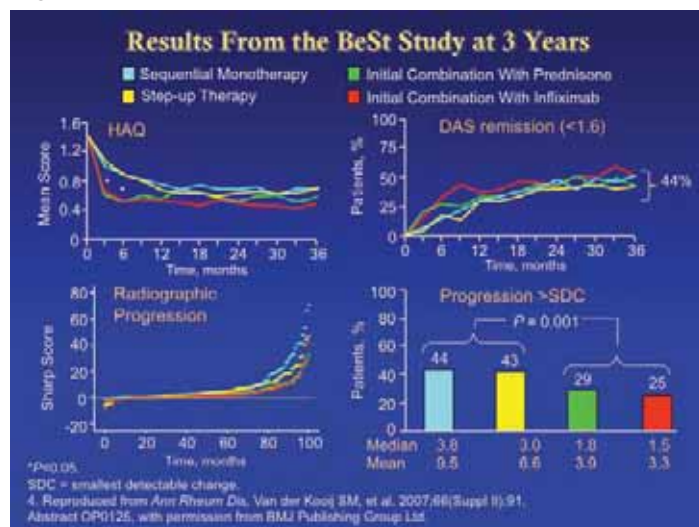 Results From the BeSt Study at 3 Years
Sequential Monotherapy
Initial Combination With Prednisone
Step-up Therapy
Initial Combination With Infliximab
HAQ
Mean Score
1.6
1.2
0.8
0.4
0
0 6 12 18 24 30 36
Time, months
DAS remission (<1.6)
Patients, %
100
75
50
25
0
0 6 12 18 24 30 36
Time, months
44%
Radiographic
Progression
Sharp Score
80
60
40
20
0
-20
0 20 40 60 80 100
Time, months
Progression >SDC
Patients, %
100
80
60
40
20
0
P = 0.001
44 43 29 25
Median 3.8 3.0 1.8 1.5
Mean 9.5 6.6 3.9 3.3
SDC = smallest detectable change.
4. Reproduced from Ann Rheum Dis, Van der Kooij SM, et al. 2007;66(Suppl II):91,
Abstract OP0125, with permission from BMJ Publishing Group Ltd.